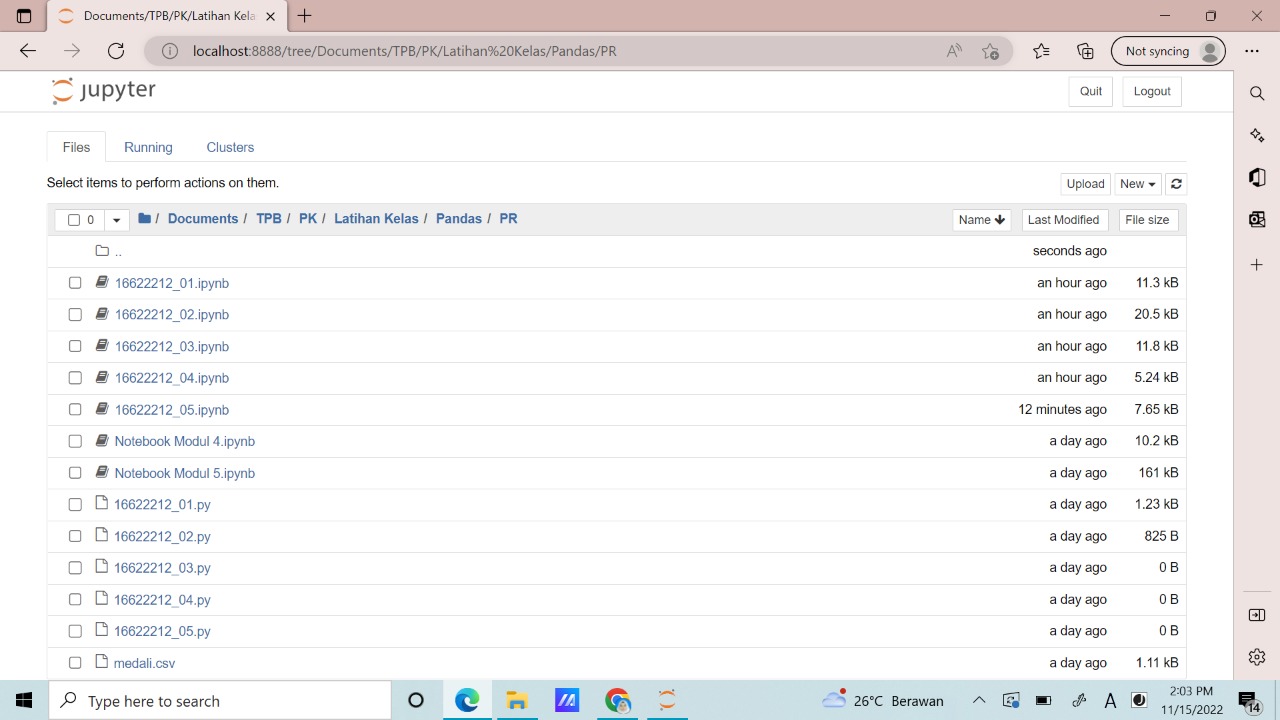 Documents/TPB/PK/Latihan Kela
localhost:8888/tree/Documents/TPB/PK/Latihan%20Kelas/Pandas/PR
Not syncing
jupyter
Quit
Logout
Files
Running
Clusters
Select items to perform actions on them.
Upload
New
0
/ Documents / TPB / PK / Latihan Kelas / Pandas / PR
Name
Last Modified
File size
.. seconds ago
16622212_01.ipynb an hour ago 11.3 kB
16622212_02.ipynb an hour ago 20.5 kB
16622212_03.ipynb an hour ago 11.8 kB
16622212_04.ipynb an hour ago 5.24 kB
16622212_05.ipynb 12 minutes ago 7.65 kB
Notebook Modul 4.ipynb a day ago 10.2 kB
Notebook Modul 5.ipynb a day ago 161 kB
16622212_01.py a day ago 1.23 kB
16622212_02.py a day ago 825 B
16622212_03.py a day ago 0 B
16622212_04.py a day ago 0 B
16622212_05.py a day ago 0 B
medali.csv a day ago 1.11 kB
Type here to search
26°C Berawan
A
2:03 PM
11/15/2022
14